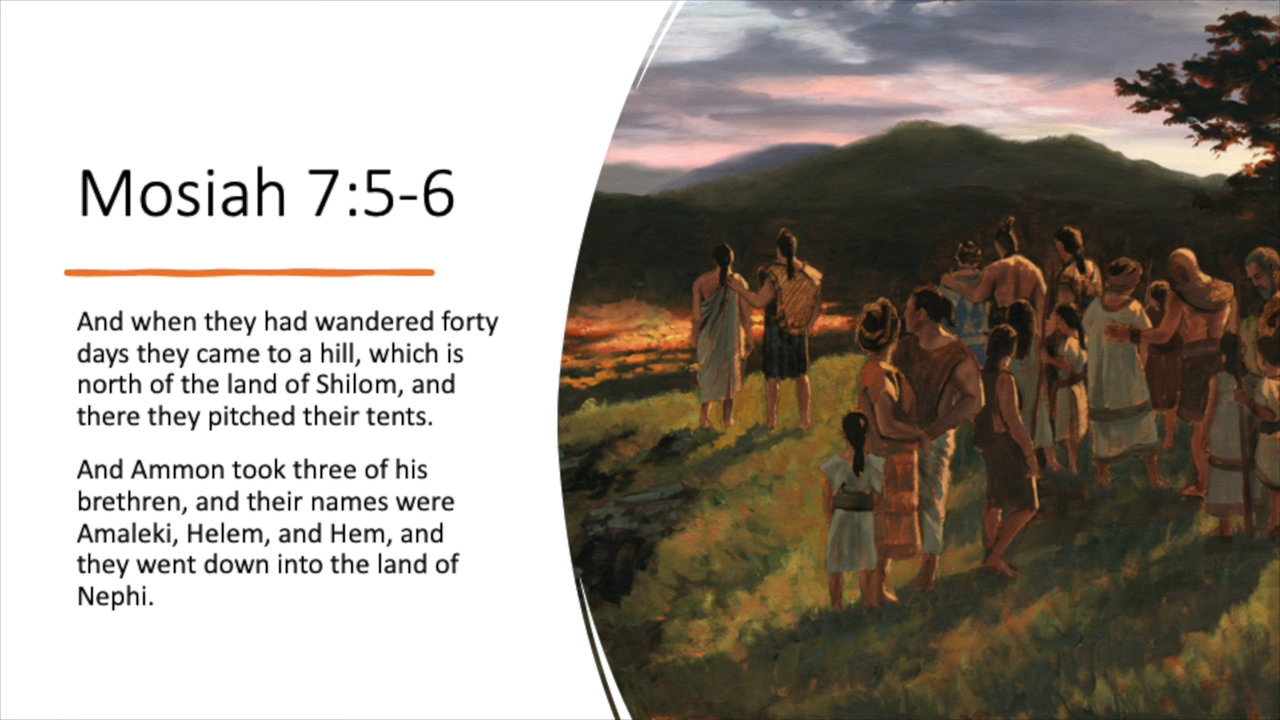 Mosiah 7:5-6
And when they had wandered forty
days they came to a hill, which is
north of the land of Shilom, and
there they pitched their tents.
And Ammon took three of his
brethren, and their names were
Amaleki, Helem, and Hem, and
they went down into the land of
Nephi.